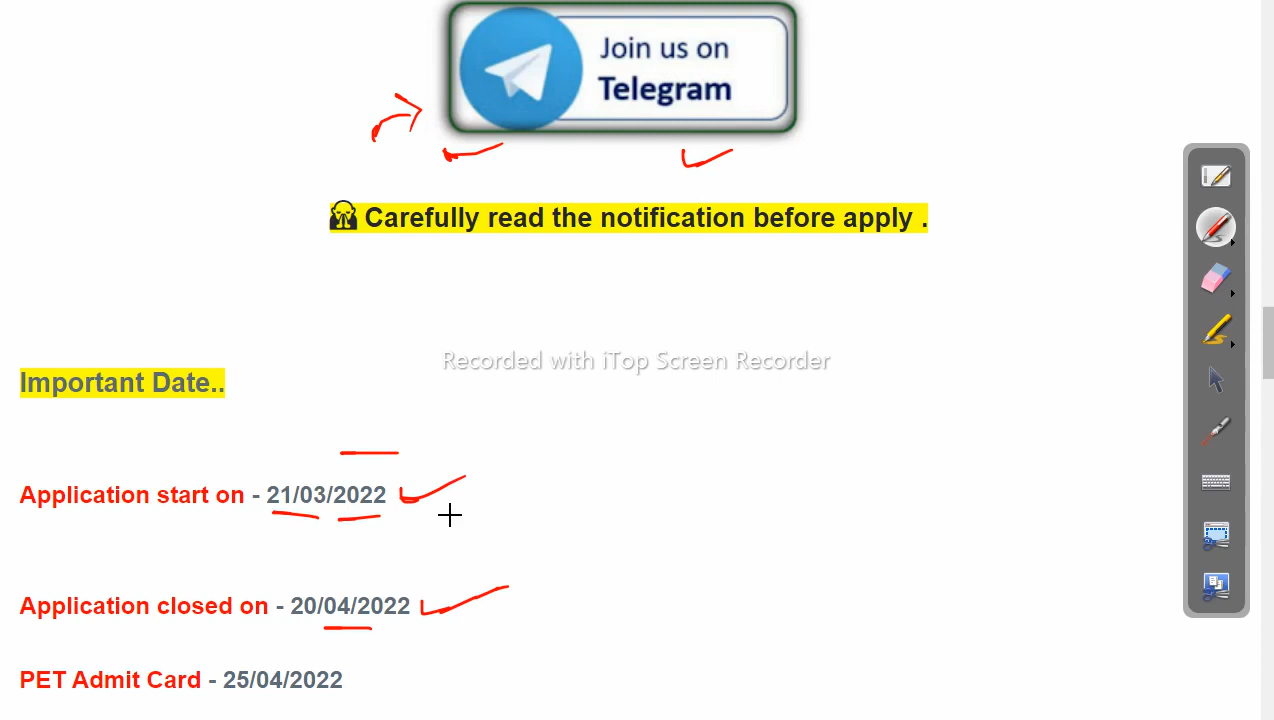 Join us on
Telegram
Carefully read the notification before apply .
Recorded with iTop Screen Recorder
Important Date..
Application start on - 21/03/2022
Application closed on - 20/04/2022
PET Admit Card - 25/04/2022